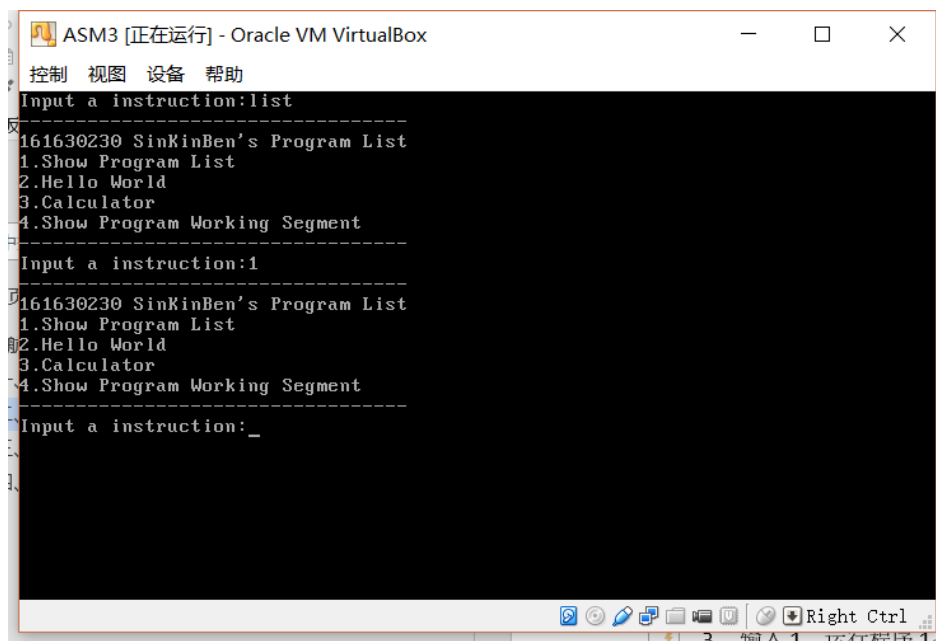 ASM3 [正在运行] - Oracle VM VirtualBox
控制 视图 设备 帮助
Input a instruction:list
----------------------------------
161630230 SinKinBen's Program List
1.Show Program List
2.Hello World
3.Calculator
4.Show Program Working Segment
----------------------------------
Input a instruction:1
----------------------------------
161630230 SinKinBen's Program List
1.Show Program List
2.Hello World
3.Calculator
4.Show Program Working Segment
----------------------------------
Input a instruction:_
Right Ctrl